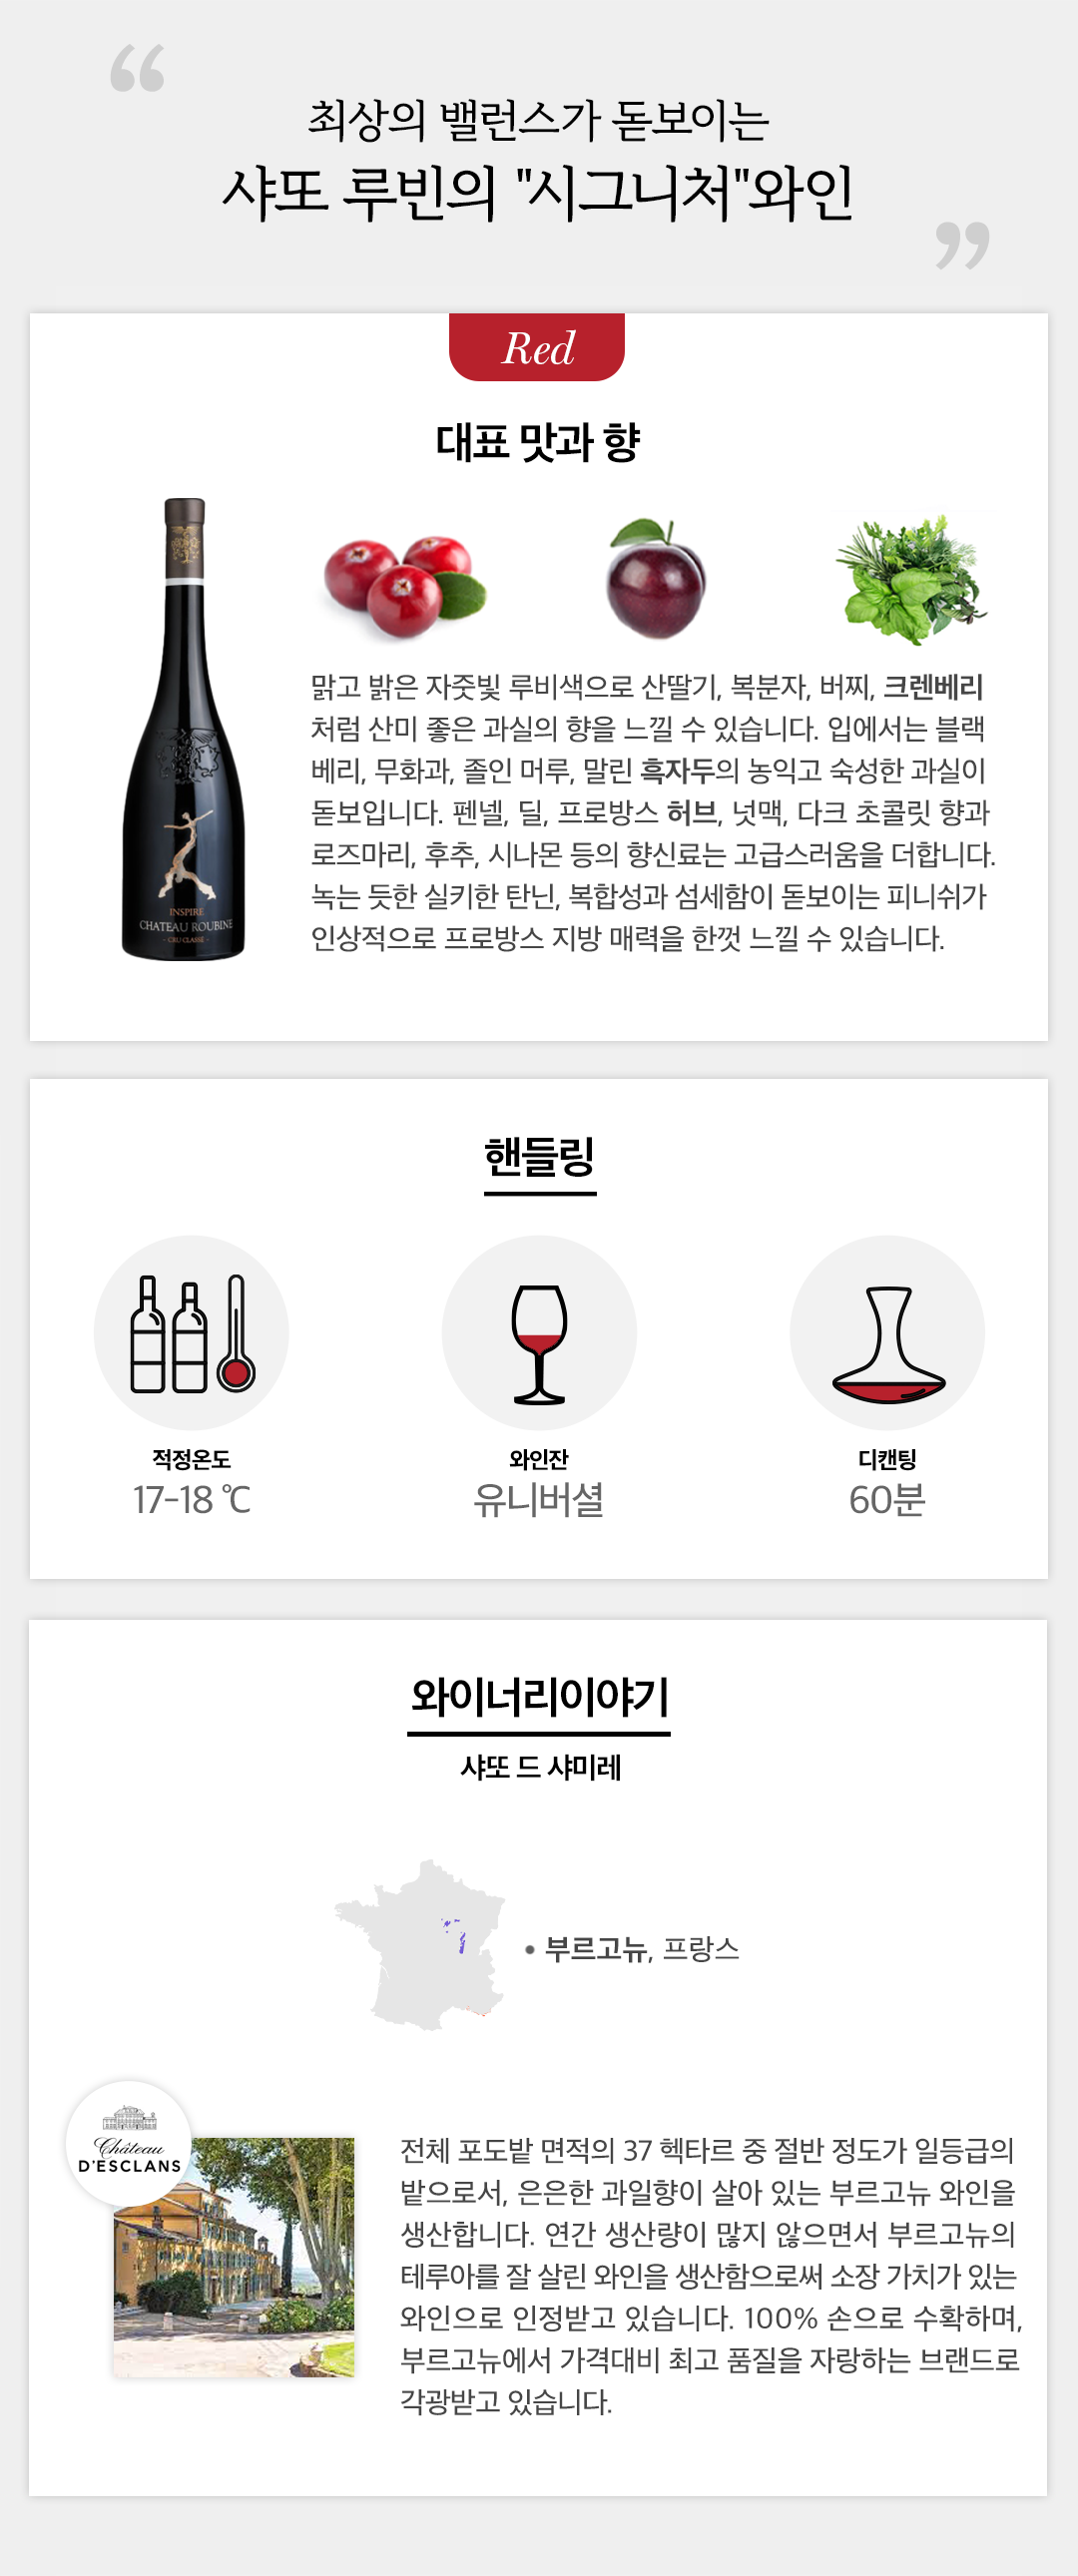 “
최상의 밸런스가 돋보이는
샤또 루빈의 "시그니처"와인
”
Red
대표 맛과 향
맑고 밝은 자줏빛 루비색으로 산딸기, 복분자, 버찌, 크렌베리
처럼 산미 좋은 과실의 향을 느낄 수 있습니다. 입에서는 블랙
베리, 무화과, 졸인 머루, 말린 흑자두의 농익고 숙성한 과실이
돋보입니다. 펜넬, 딜, 프로방스 허브, 넛맥, 다크 초콜릿 향과
로즈마리, 후추, 시나몬 등의 향신료는 고급스러움을 더합니다.
녹는 듯한 실키한 탄닌, 복합성과 섬세함이 돋보이는 피니쉬가
인상적으로 프로방스 지방 매력을 한껏 느낄 수 있습니다.
INSPIRE
CHATEAU ROUBINE
- CRU CLASSÉ -
핸들링
적정온도
17-18 ℃
와인잔
유니버셜
디캔팅
60분
와이너리이야기
샤또 드 샤미레
• 부르고뉴, 프랑스
Château
D'ESCLANS
전체 포도밭 면적의 37 헥타르 중 절반 정도가 일등급의
밭으로서, 은은한 과일향이 살아 있는 부르고뉴 와인을
생산합니다. 연간 생산량이 많지 않으면서 부르고뉴의
테루아를 잘 살린 와인을 생산함으로써 소장 가치가 있는
와인으로 인정받고 있습니다. 100% 손으로 수확하며,
부르고뉴에서 가격대비 최고 품질을 자랑하는 브랜드로
각광받고 있습니다.